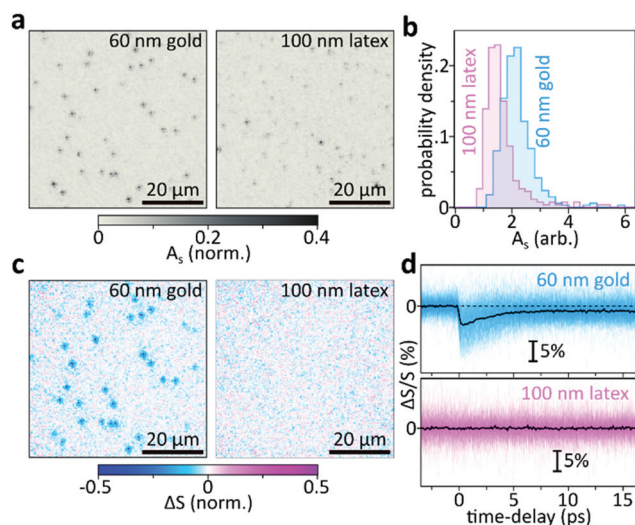 a
60 nm gold
100 nm latex
20 μm
20 μm
0
0.2
0.4
A_s (norm.)
b
probability density
.2
.1
0
100 nm latex
60 nm gold
0
2
4
6
A_s (arb.)
c
60 nm gold
100 nm latex
20 μm
20 μm
-0.5
0
0.5
ΔS (norm.)
d
60 nm gold
0
5%
ΔS/S (%)
100 nm latex
0
5%
0
5
10
15
time-delay (ps)